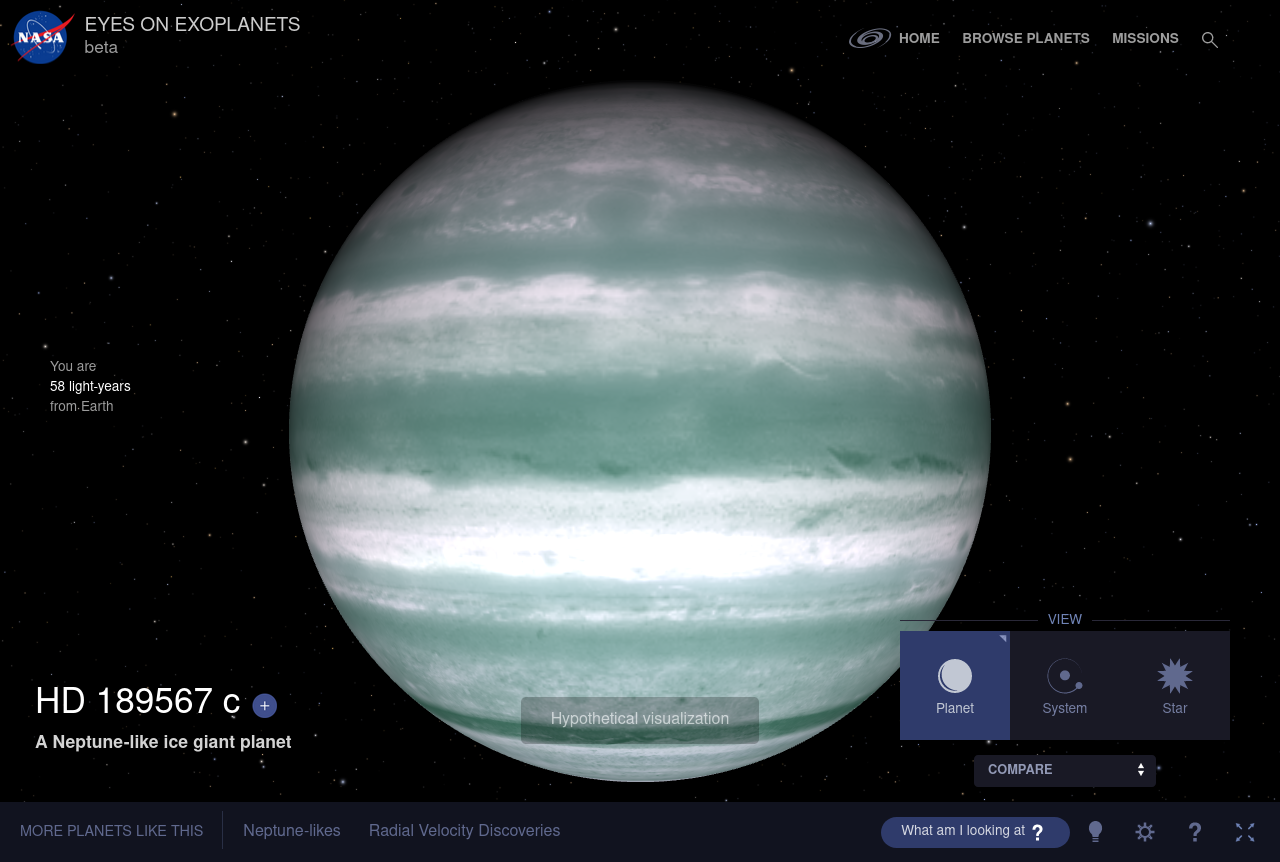 NASA
EYES ON EXOPLANETS
beta
HOME
BROWSE PLANETS
MISSIONS
You are
58 light-years
from Earth
HD 189567 c +
A Neptune-like ice giant planet
Hypothetical visualization
VIEW
Planet
System
Star
COMPARE
MORE PLANETS LIKE THIS
Neptune-likes
Radial Velocity Discoveries
What am I looking at ?
?